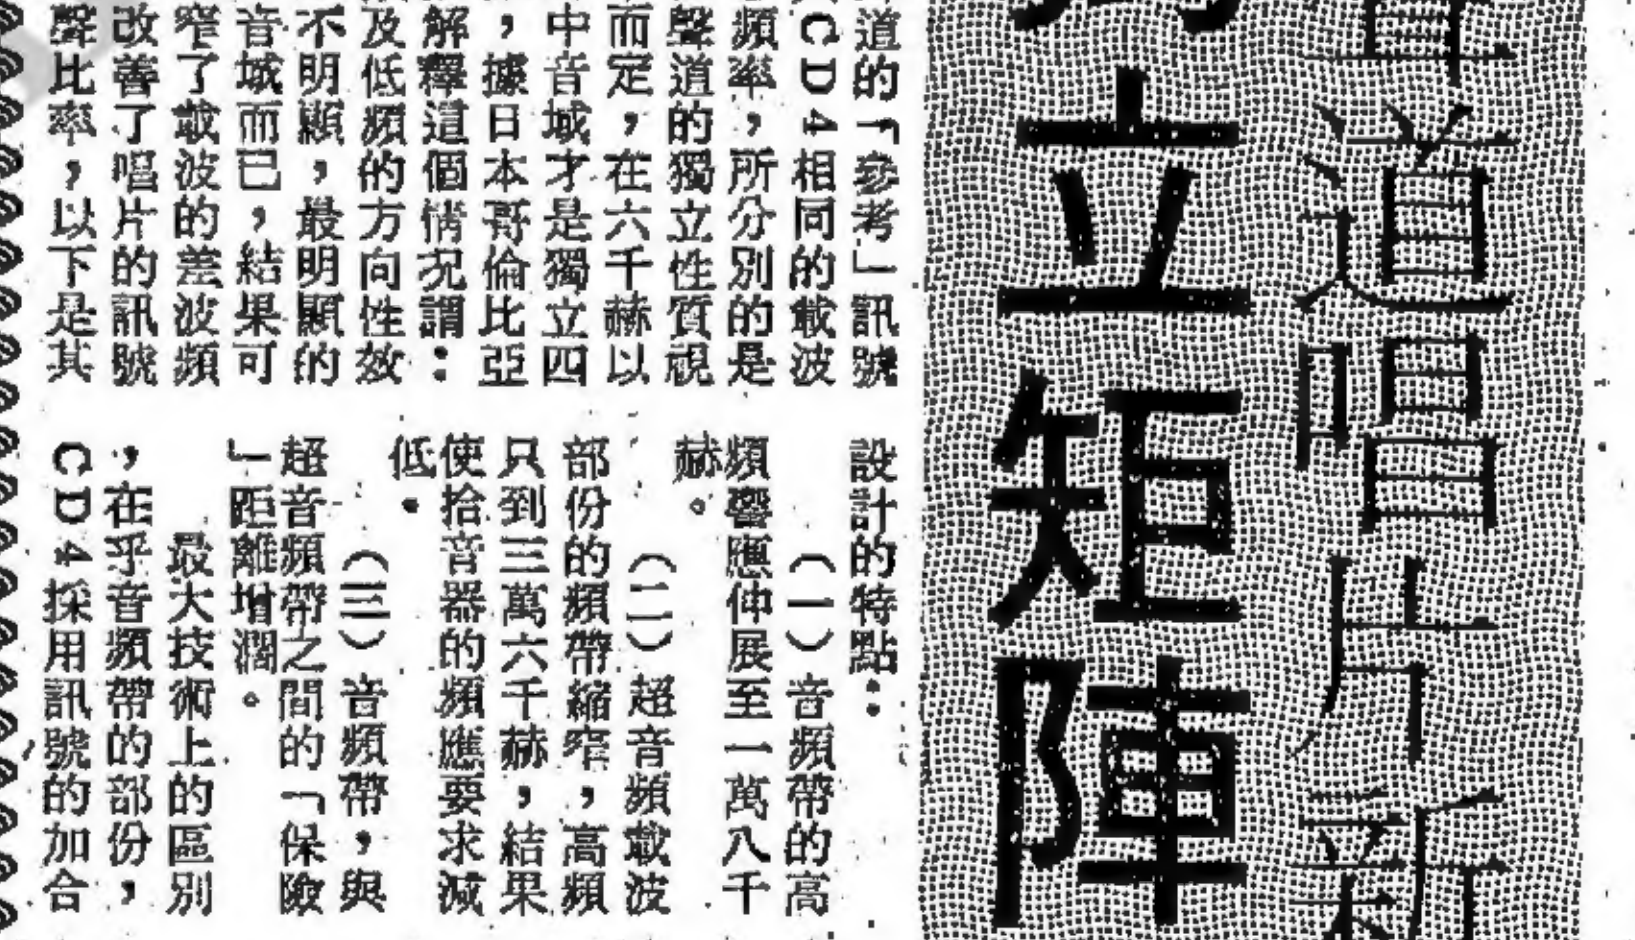 道唱片新
立矩陣
道的「參考」訊號
CD4相同的載波
頻率，所分別的是
聲道的獨立性質視
而定，在六千赫以
中音域才是獨立四
，據日本哥倫比亞
解釋這個情況謂：
及低頻的方向性效
不明顯，最明顯的
音域而已，結果可
窄了載波的差波頻
改善了唱片的訊號
聲比率，以下是其
設計的特點：
（一）音頻帶的高
頻響應伸展至一萬八千
赫。
（二）超音頻載波
部份的頻帶縮窄，高頻
只到三萬六千赫，結果
使拾音器的頻應要求減
低。
（三）音頻帶，與
超音頻帶之間的「保險
」距離增濶。
最大技術上的區別
，在乎音頻帶的部份，
CD4採用訊號的加合